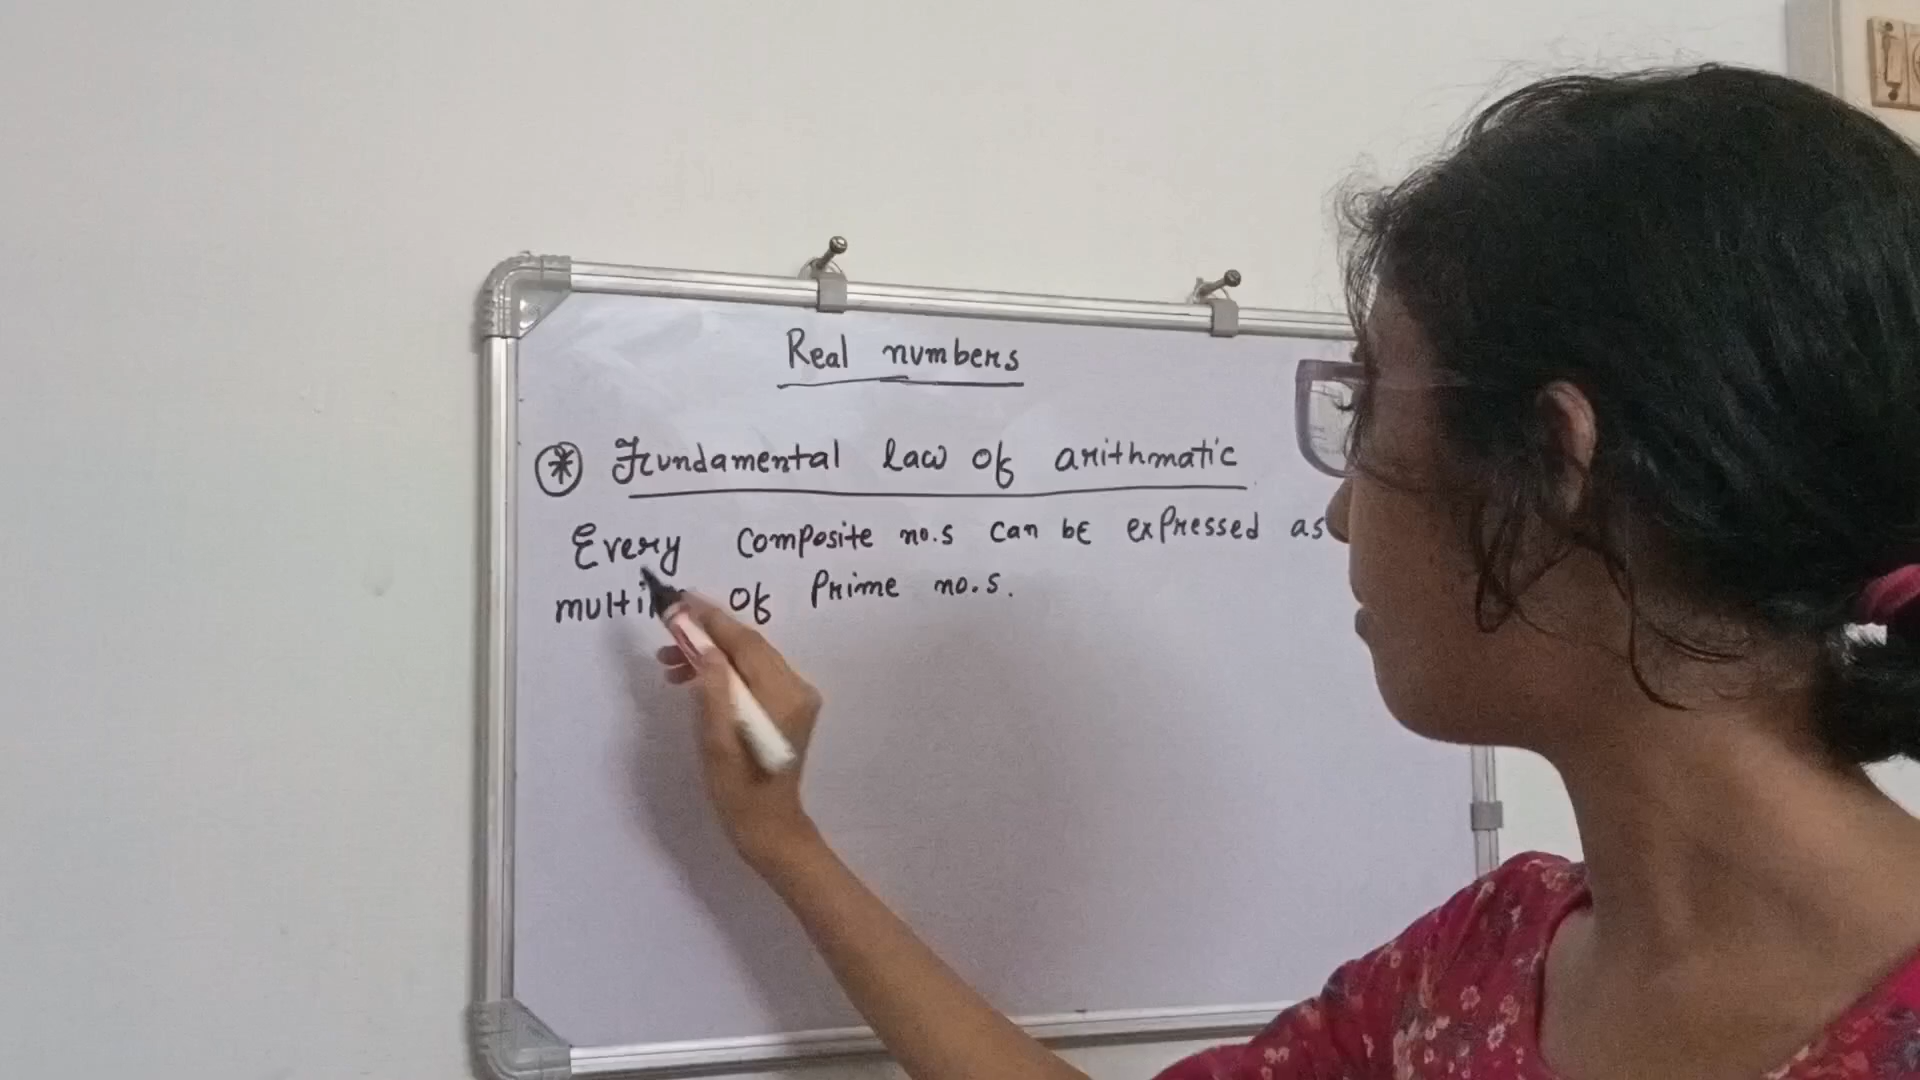 Real numbers
* Fundamental law of arithmatic
Every composite no.s can be expressed as
of Prime no.s.